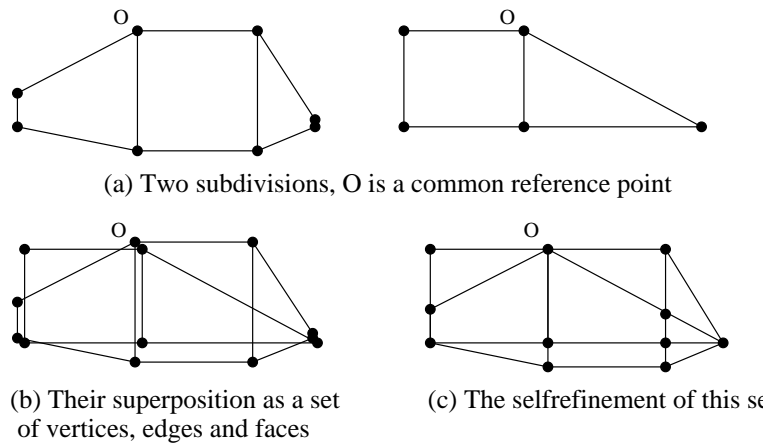 O
O
(a) Two subdivisions, O is a common reference point
O
O
(b) Their superposition as a set
of vertices, edges and faces
(c) The selfrefinement of this se